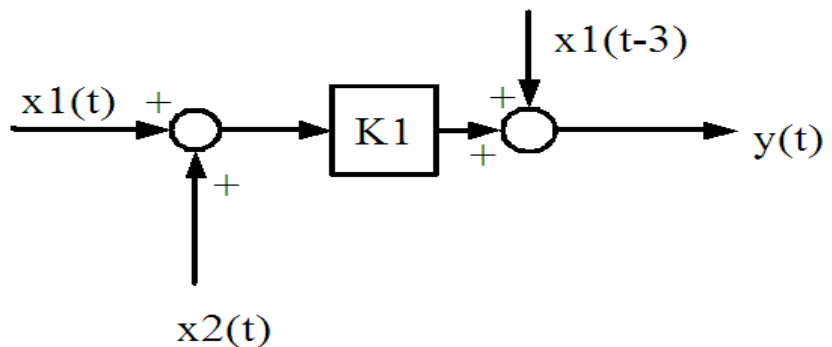 x1(t-3)
x1(t)
+
+
K1
+
+
y(t)
x2(t)